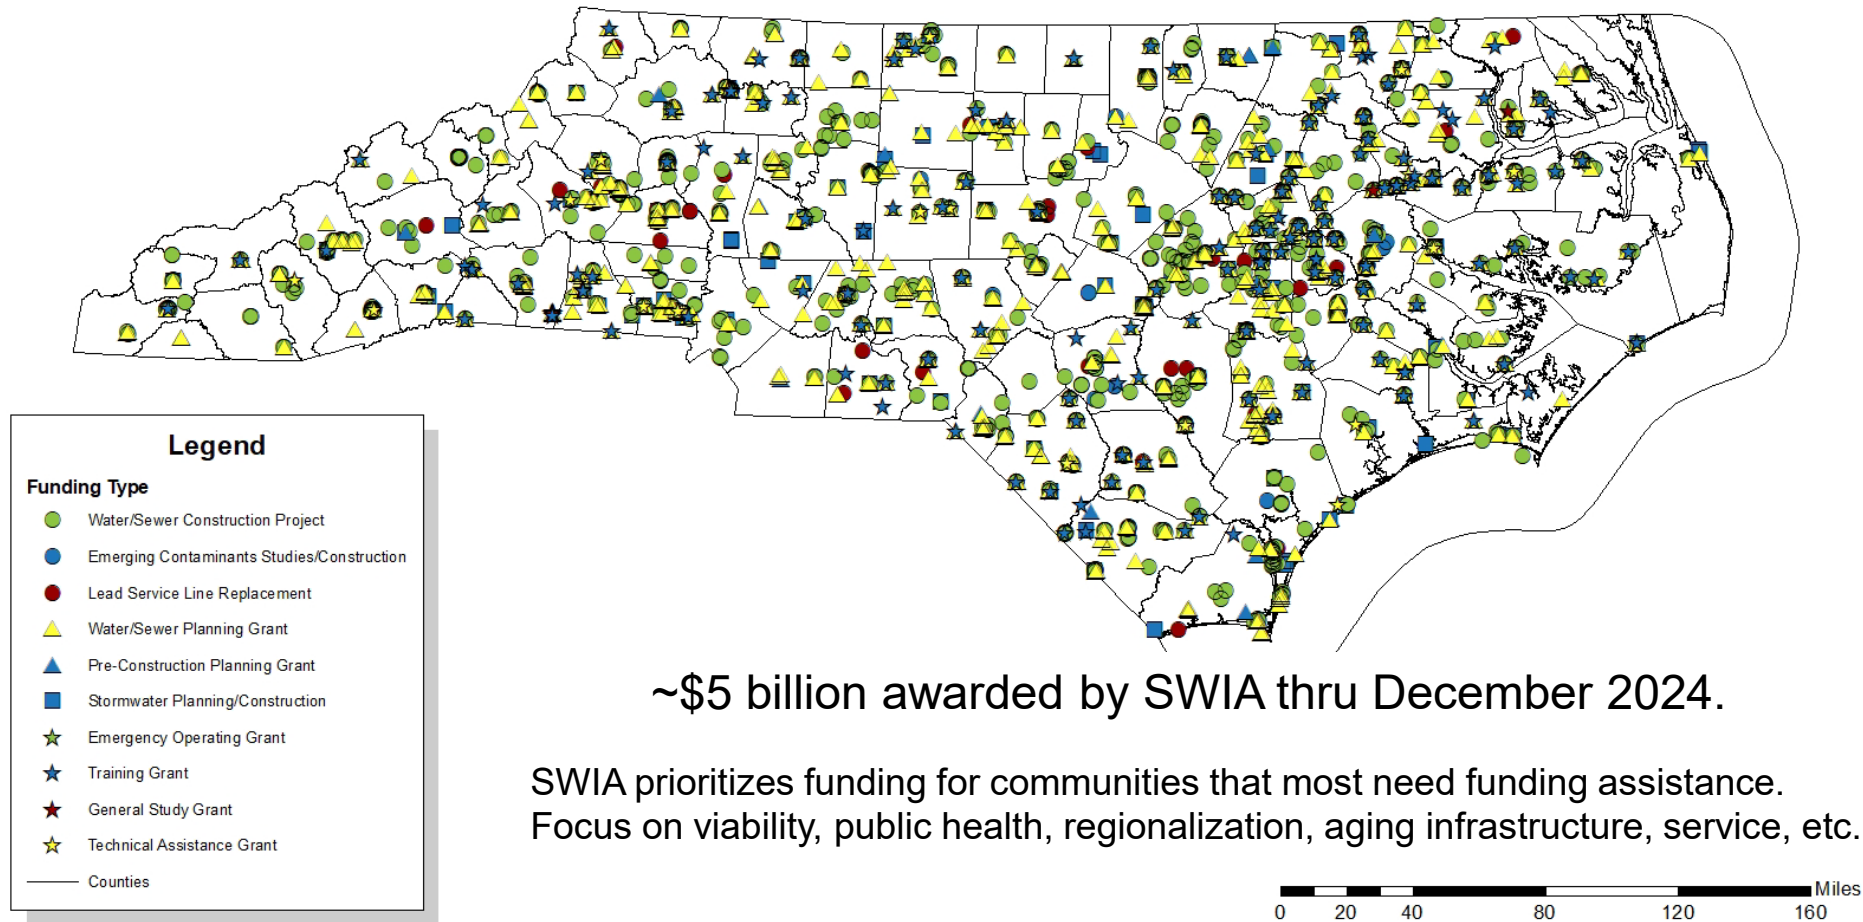 Legend
Funding Type
Water/Sewer Construction Project
Emerging Contaminants Studies/Construction
Lead Service Line Replacement
Water/Sewer Planning Grant
Pre-Construction Planning Grant
Stormwater Planning/Construction
Emergency Operating Grant
Training Grant
General Study Grant
Technical Assistance Grant
Counties
~$5 billion awarded by SWIA thru December 2024.
SWIA prioritizes funding for communities that most need funding assistance.
Focus on viability, public health, regionalization, aging infrastructure, service, etc.
Miles
0 20 40 80 120 160